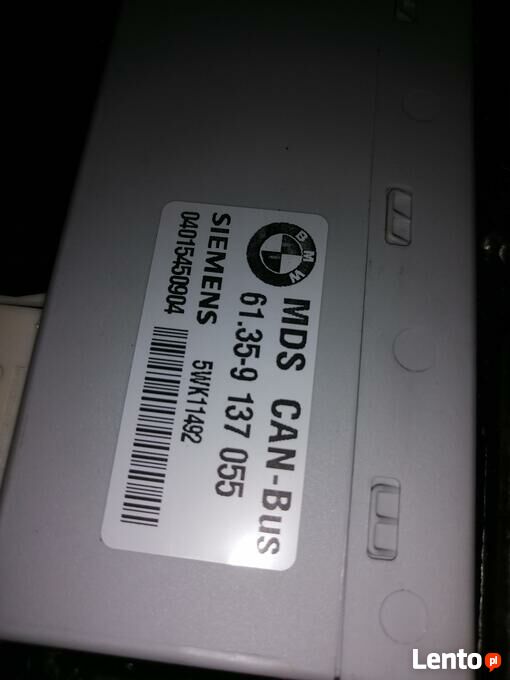 BMW
MDS CAN-Bus
61.35-9 137 055
SIEMENS 5WK11492
04015450904
Lento.pl